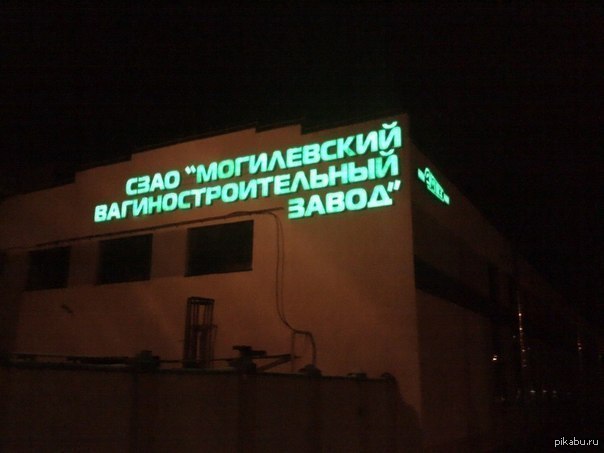 СЗАО "МОГИЛЕВСКИЙ
ВАГИНОСТРОИТЕЛЬНЫЙ
ЗАВОД"
pikabu.ru